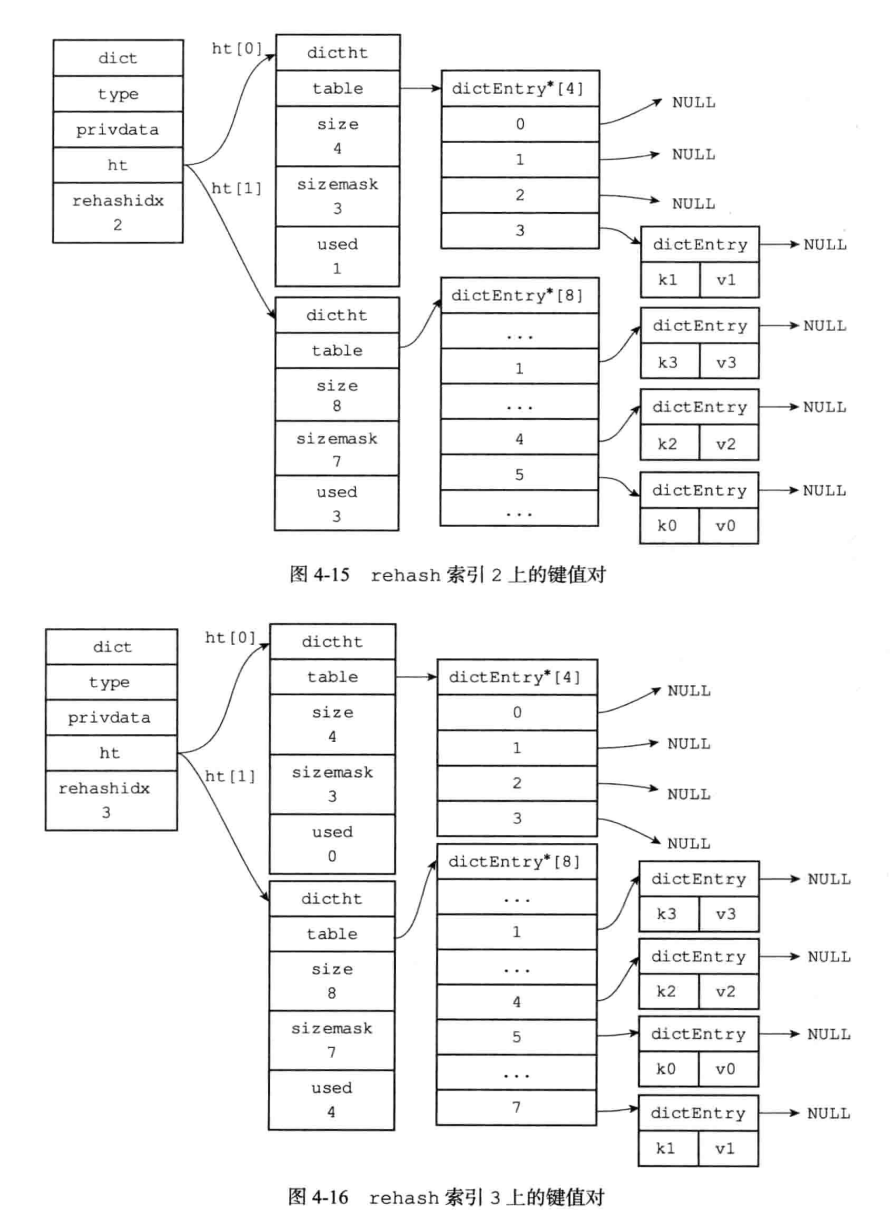 dict
type
privdata
ht
rehashidx
2
ht[0]
ht[1]
dictht
table
size
4
sizemask
3
used
1
dictht
table
size
8
sizemask
7
used
3
dictEntry*[4]
0
1
2
3
NULL
NULL
NULL
dictEntry
NULL
k1 v1
dictEntry*[8]
...
1
...
4
5
...
dictEntry
NULL
k3 v3
dictEntry
NULL
k2 v2
dictEntry
NULL
k0 v0
图 4-15 rehash 索引 2 上的键值对
dict
type
privdata
ht
rehashidx
3
ht[0]
ht[1]
dictht
table
size
4
sizemask
3
used
0
dictht
table
size
8
sizemask
7
used
4
dictEntry*[4]
0
1
2
3
NULL
NULL
NULL
NULL
dictEntry*[8]
...
1
...
4
5
...
7
dictEntry
NULL
k3 v3
dictEntry
NULL
k2 v2
dictEntry
NULL
k0 v0
dictEntry
NULL
k1 v1
图 4-16 rehash 索引 3 上的键值对